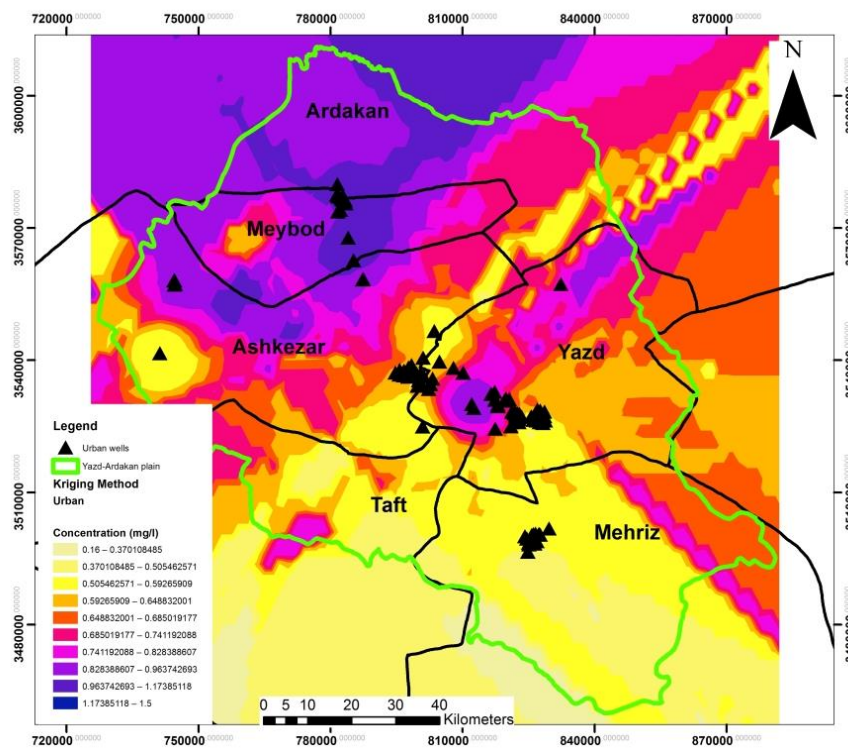 720000 750000 780000 810000 840000 870000
N
3600000
Ardakan
Meybod
3570000
3570000
Ashkezar
Yazd
3540000
Legend
Urban wells
Yazd-Ardakan plain
Kriging Method
Urban
Taft
Mehriz
3510000
Concentration (mg/l)
0.16 – 0.370108485
0.370108485 – 0.505462571
0.505462571 – 0.59265909
0.59265909 – 0.648832001
0.648832001 – 0.685019177
0.685019177 – 0.741192088
0.741192088 – 0.828388607
0.828388607 – 0.963742693
0.963742693 – 1.17385118
1.17385118 – 1.5
3480000
0 5 10 20 30 40
Kilometers
720000 750000 780000 810000 840000 870000